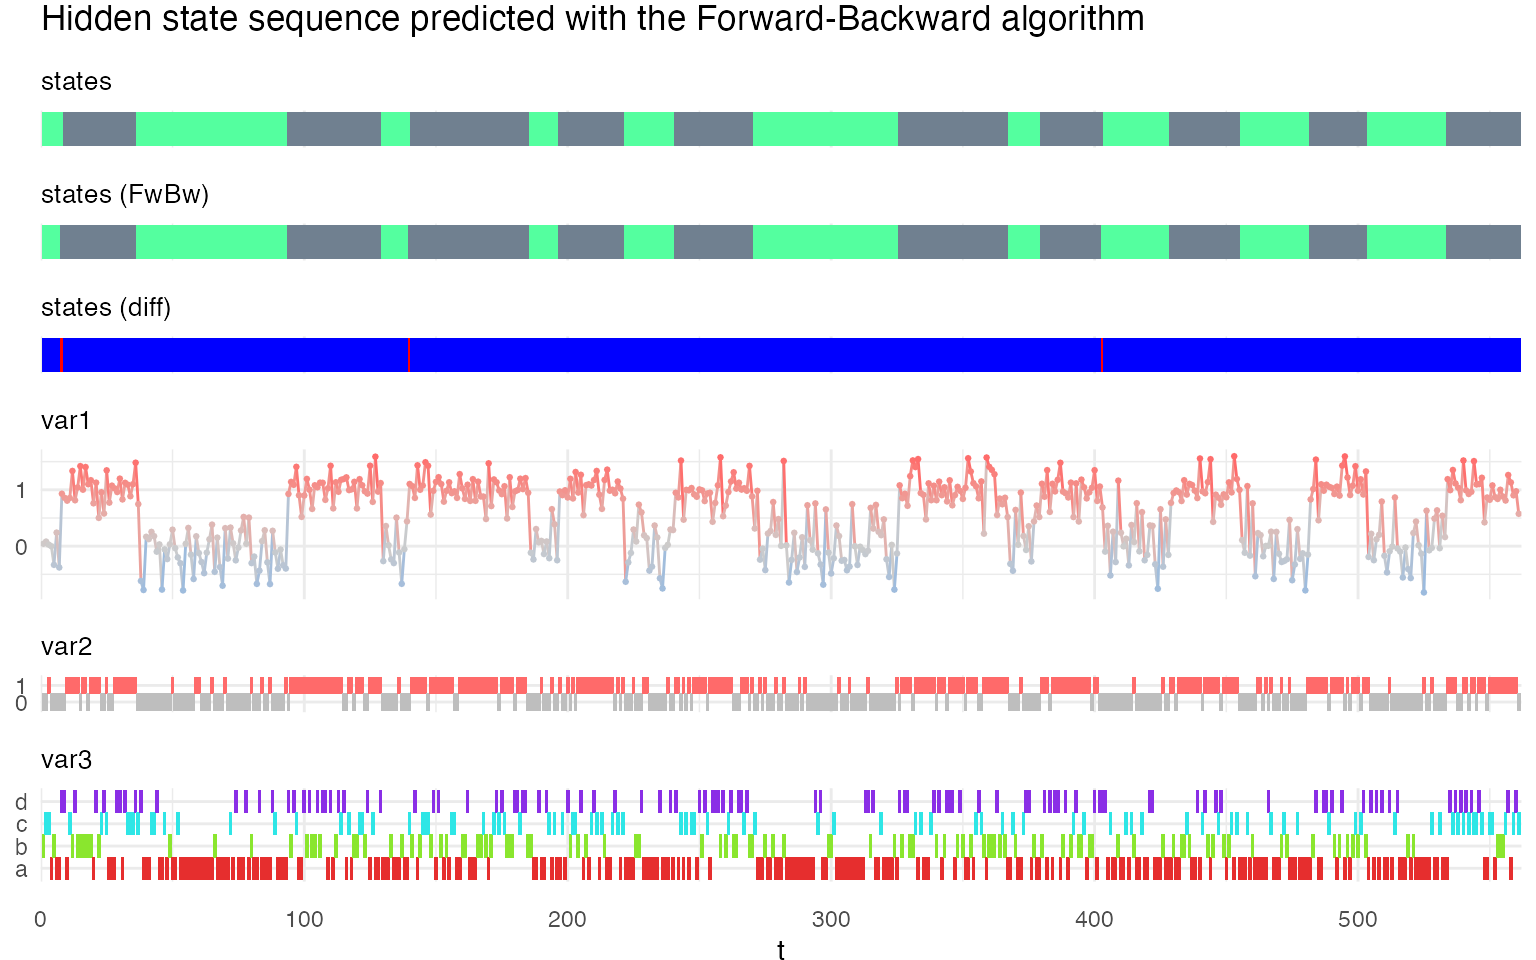 Hidden state sequence predicted with the Forward-Backward algorithm
states
states (FwBw)
states (diff)
var1
1
0
var2
1
0
var3
d
c
b
a
0 100 200 300 400 500
t